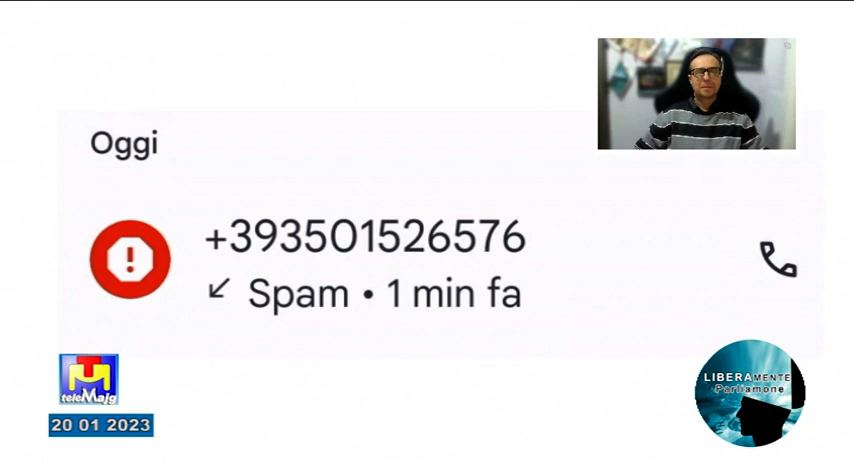 Oggi
+393501526576
Spam • 1 min fa
teleMajg
20 01 2023
LIBERAMENTE
Parliamone